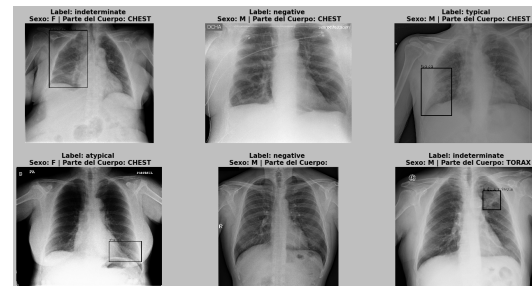 Label: indeterminate
Sexo: F | Parte del Cuerpo: CHEST
Label: negative
Sexo: M | Parte del Cuerpo: CHEST
Label: typical
Sexo: M | Parte del Cuerpo: CHEST
Label: atypical
Sexo: F | Parte del Cuerpo: CHEST
Label: negative
Sexo: M | Parte del Cuerpo:
Label: indeterminate
Sexo: M | Parte del Cuerpo: TORAX